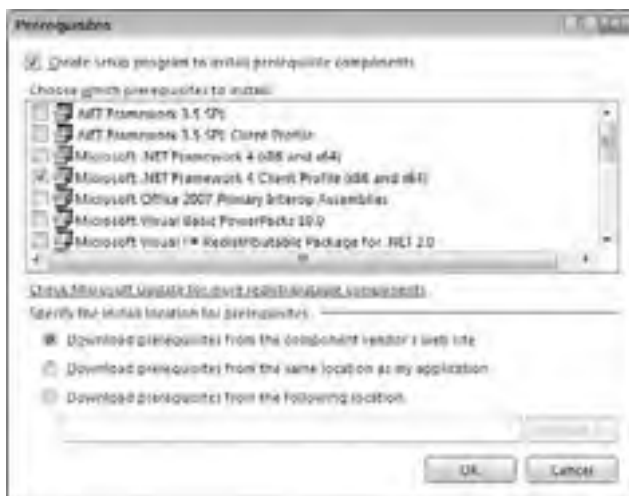 Prerequisites
Create setup program to install prerequisite components
Choose which prerequisites to install:
.NET Framework 3.5 SP1
.NET Framework 3.5 SP1 Client Profile
Microsoft .NET Framework 4 (x86 and x64)
Microsoft .NET Framework 4 Client Profile (x86 and x64)
Microsoft Office 2007 Primary Interop Assemblies
Microsoft Visual Basic PowerPacks 10.0
Microsoft Visual Redistributable Package for .NET 2.0
Check Microsoft Update for more redistributable components
Specify the install location for prerequisites
Download prerequisites from the component vendor's web site
Download prerequisites from the same location as my application
Download prerequisites from the following location:
OK
Cancel